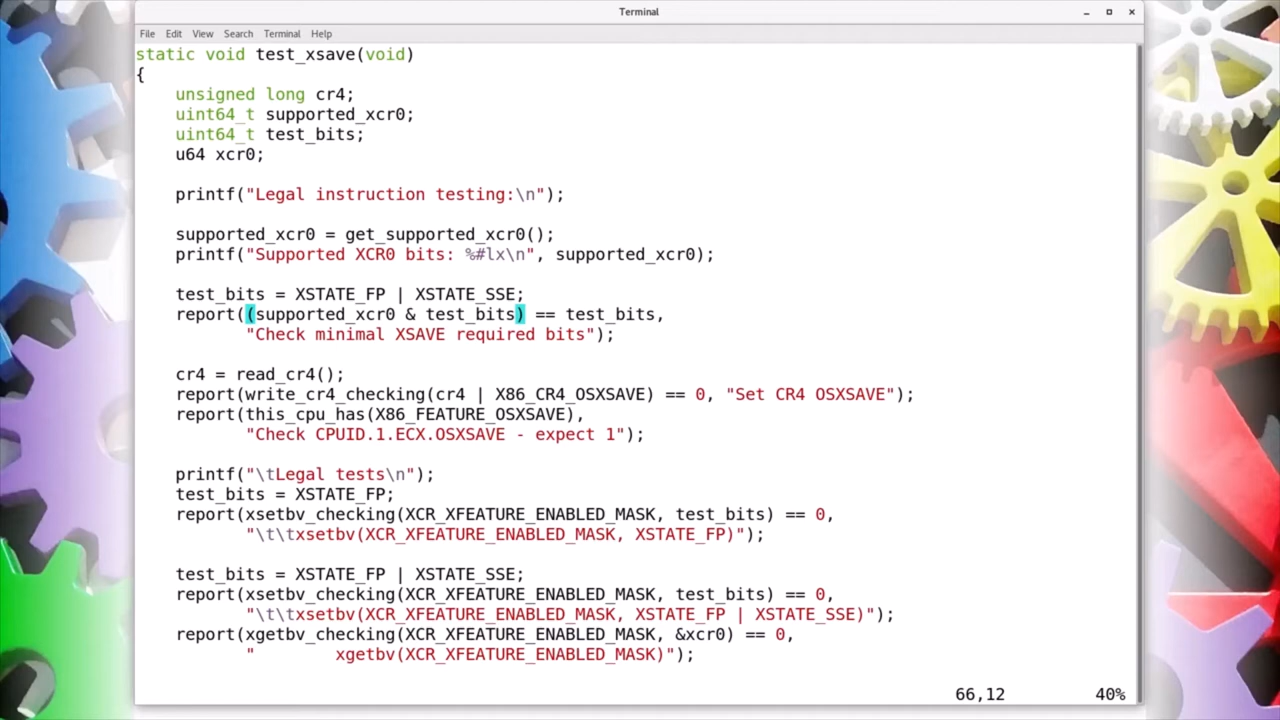 Terminal
File Edit View Search Terminal Help
static void test_xsave(void)
{
    unsigned long cr4;
    uint64_t supported_xcr0;
    uint64_t test_bits;
    u64 xcr0;

    printf("Legal instruction testing:\n");

    supported_xcr0 = get_supported_xcr0();
    printf("Supported XCR0 bits: %#lx\n", supported_xcr0);

    test_bits = XSTATE_FP | XSTATE_SSE;
    report((supported_xcr0 & test_bits) == test_bits,
           "Check minimal XSAVE required bits");

    cr4 = read_cr4();
    report(write_cr4_checking(cr4 | X86_CR4_OSXSAVE) == 0, "Set CR4 OSXSAVE");
    report(this_cpu_has(X86_FEATURE_OSXSAVE),
           "Check CPUID.1.ECX.OSXSAVE - expect 1");

    printf("\tLegal tests\n");
    test_bits = XSTATE_FP;
    report(xsetbv_checking(XCR_XFEATURE_ENABLED_MASK, test_bits) == 0,
           "\t\txsetbv(XCR_XFEATURE_ENABLED_MASK, XSTATE_FP)");

    test_bits = XSTATE_FP | XSTATE_SSE;
    report(xsetbv_checking(XCR_XFEATURE_ENABLED_MASK, test_bits) == 0,
           "\t\txsetbv(XCR_XFEATURE_ENABLED_MASK, XSTATE_FP | XSTATE_SSE)");
    report(xgetbv_checking(XCR_XFEATURE_ENABLED_MASK, &xcr0) == 0,
           "        xgetbv(XCR_XFEATURE_ENABLED_MASK)");
66,12 40%